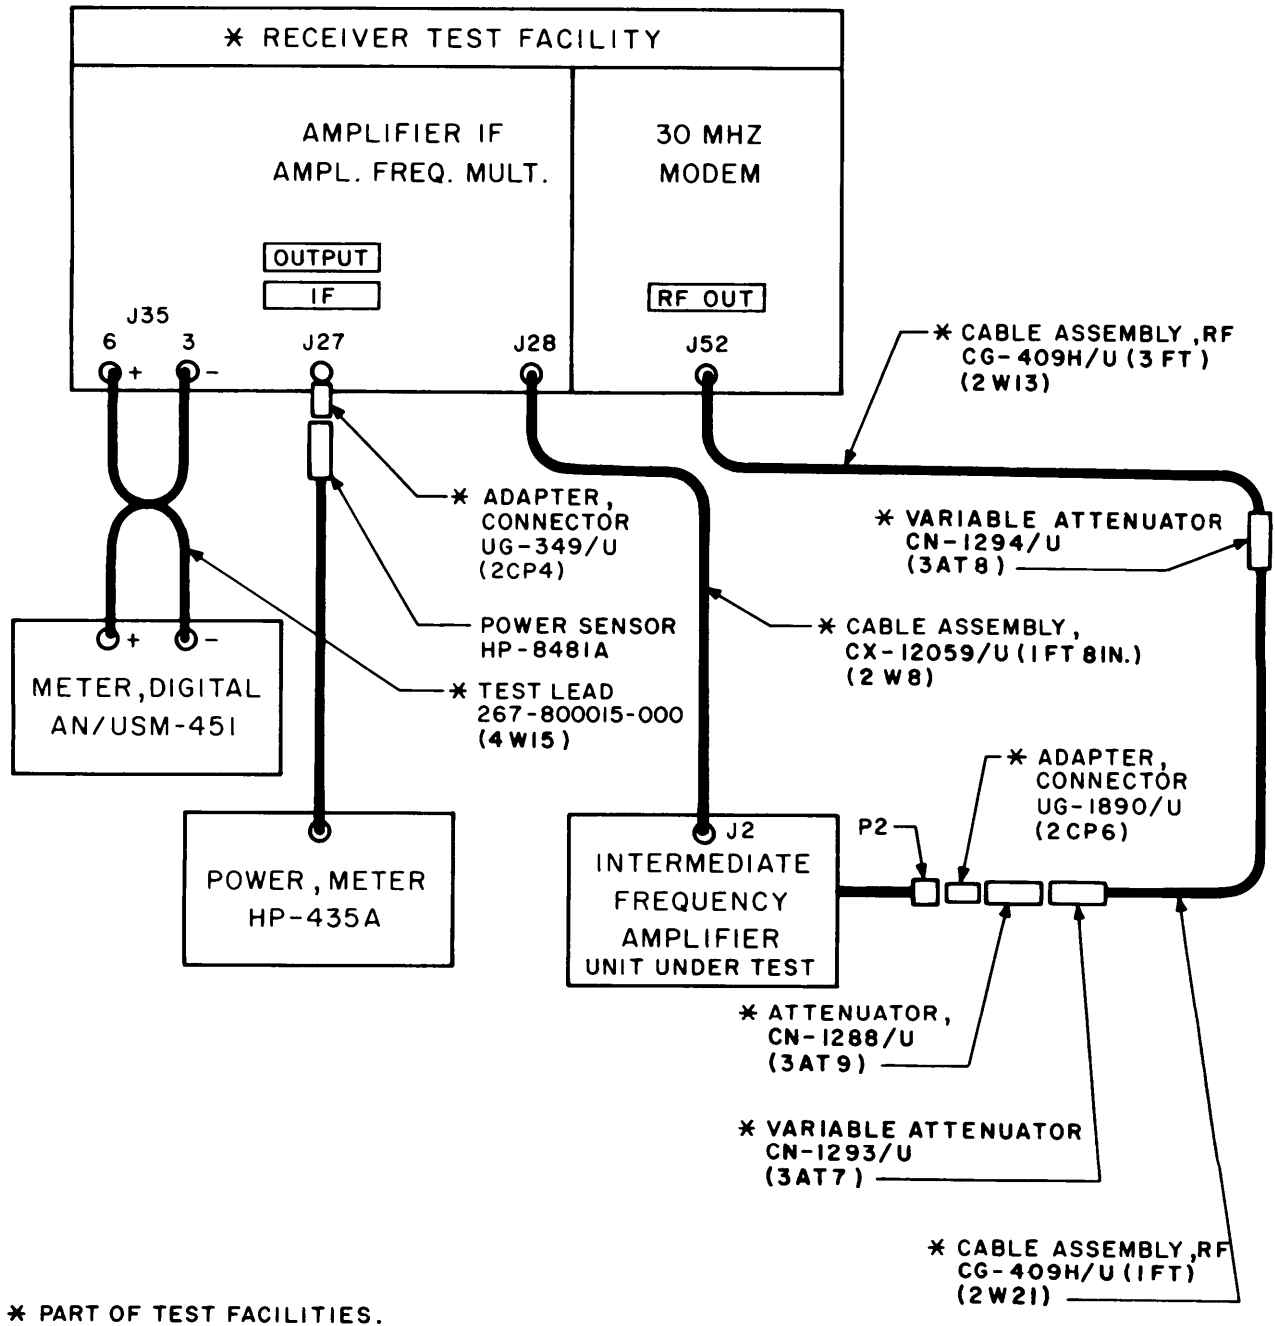 * RECEIVER TEST FACILITY
AMPLIFIER IF
AMPL. FREQ. MULT.
30 MHZ
MODEM
OUTPUT
IF
RF OUT
J35
6
3
J27
J28
J52
+
-
* CABLE ASSEMBLY, RF
CG-409H/U (3 FT)
(2W13)
* ADAPTER,
CONNECTOR
UG-349/U
(2CP4)
* VARIABLE ATTENUATOR
CN-1294/U
(3AT8)
POWER SENSOR
HP-8481A
* CABLE ASSEMBLY,
CX-12059/U (1FT 8IN.)
(2W8)
+
-
METER, DIGITAL
AN/USM-451
* TEST LEAD
267-800015-000
(4W15)
* ADAPTER,
CONNECTOR
UG-1890/U
(2CP6)
POWER, METER
HP-435A
J2
INTERMEDIATE
FREQUENCY
AMPLIFIER
UNIT UNDER TEST
P2
* ATTENUATOR,
CN-1288/U
(3AT9)
* VARIABLE ATTENUATOR
CN-1293/U
(3AT7)
* CABLE ASSEMBLY, RF
CG-409H/U (1FT)
(2W21)
* PART OF TEST FACILITIES.